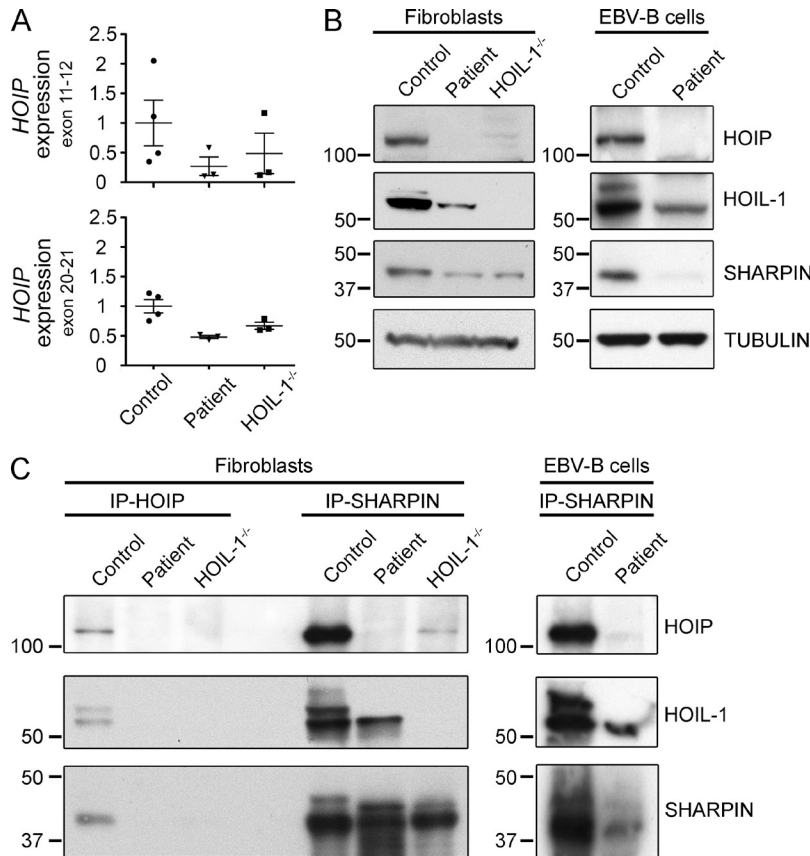 A
HOIP
expression
exon 11-12
2.5
2
1.5
1
0.5
0
HOIP
expression
exon 20-21
2.5
2
1.5
1
0.5
0
Control
Patient
HOIL-1-/-
B
Fibroblasts
EBV-B cells
Control
Patient
HOIL-1-/-
Control
Patient
100
100
HOIP
50
50
HOIL-1
50
37
50
37
SHARPIN
50
50
TUBULIN
C
Fibroblasts
EBV-B cells
IP-HOIP
IP-SHARPIN
IP-SHARPIN
Control
Patient
HOIL-1-/-
Control
Patient
HOIL-1-/-
Control
Patient
100
100
HOIP
50
50
HOIL-1
50
37
50
37
SHARPIN